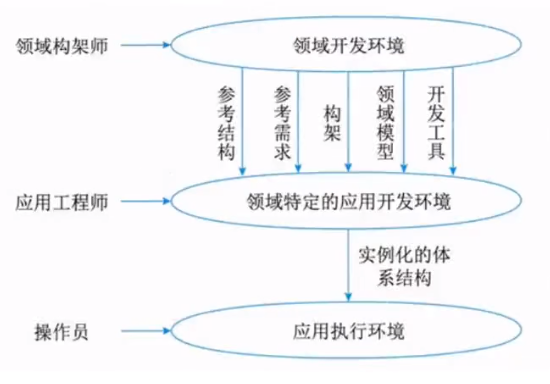 领域构架师
领域开发环境
参考结构
参考需求
构架
领域模型
开发工具
应用工程师
领域特定的应用开发环境
实例化的体
系结构
操作员
应用执行环境